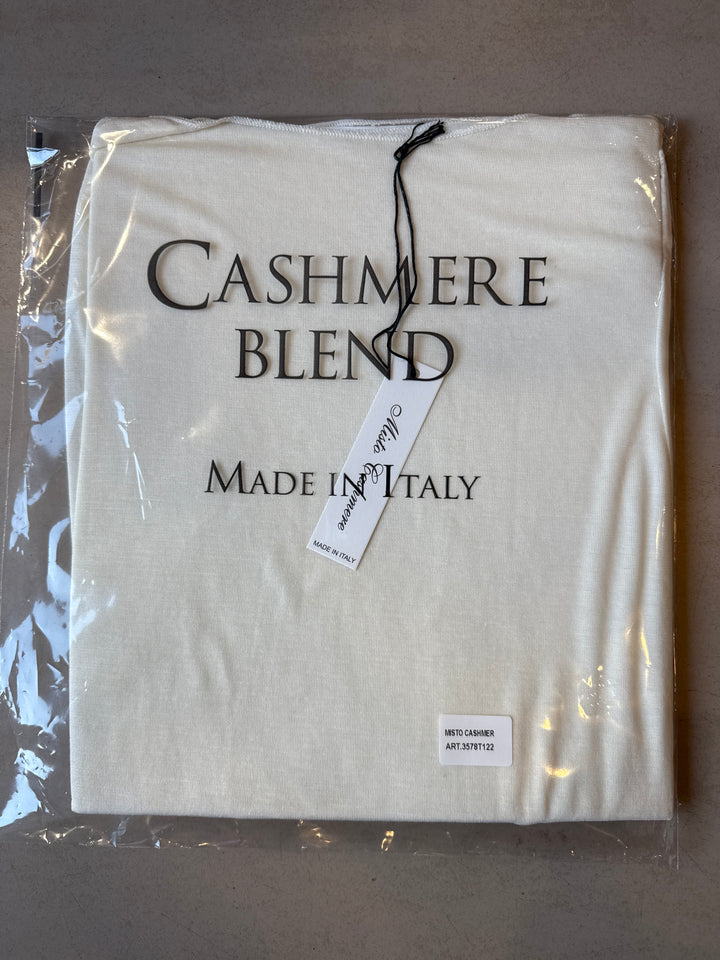 CASHMERE
BLEND
Misto Cashmere
MADE IN ITALY
MADE IN ITALY
MISTO CASHMER
ART.3578T122